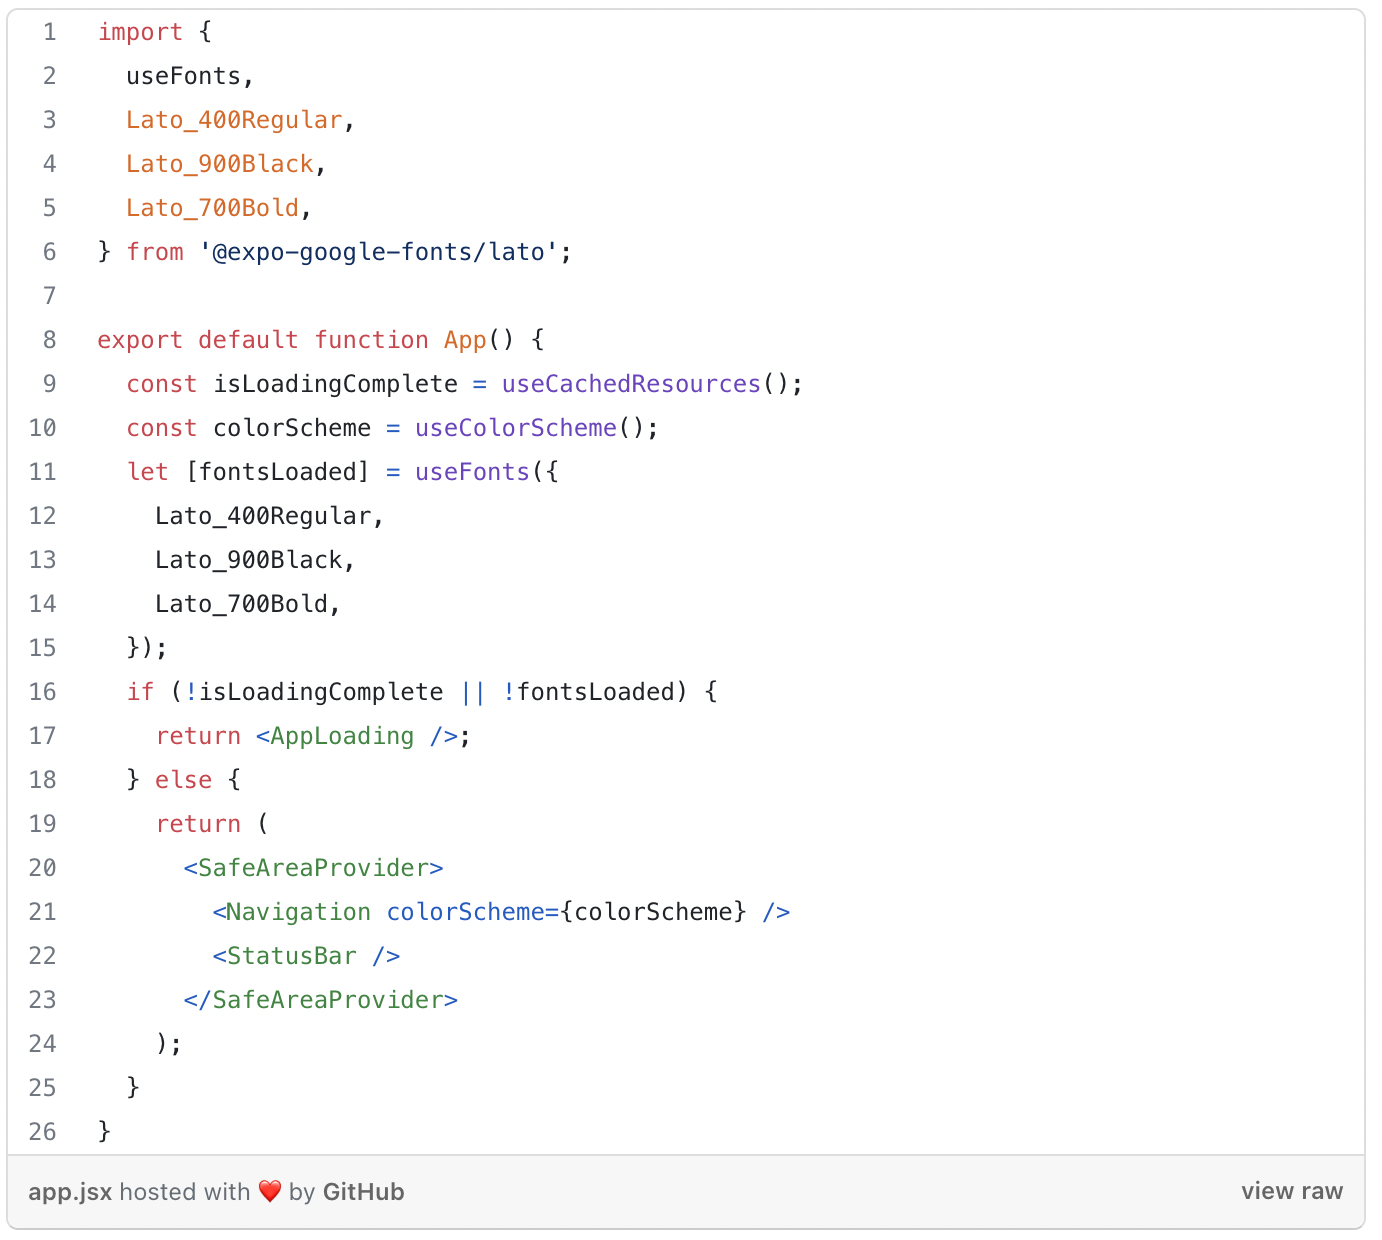 1 import {
2 useFonts,
3 Lato_400Regular,
4 Lato_900Black,
5 Lato_700Bold,
6 } from '@expo-google-fonts/lato';
7
8 export default function App() {
9 const isLoadingComplete = useCachedResources();
10 const colorScheme = useColorScheme();
11 let [fontsLoaded] = useFonts({
12 Lato_400Regular,
13 Lato_900Black,
14 Lato_700Bold,
15 });
16 if (!isLoadingComplete || !fontsLoaded) {
17 return <AppLoading />;
18 } else {
19 return (
20 <SafeAreaProvider>
21 <Navigation colorScheme={colorScheme} />
22 <StatusBar />
23 </SafeAreaProvider>
24 );
25 }
26 }
app.jsx hosted with ❤️ by GitHub view raw